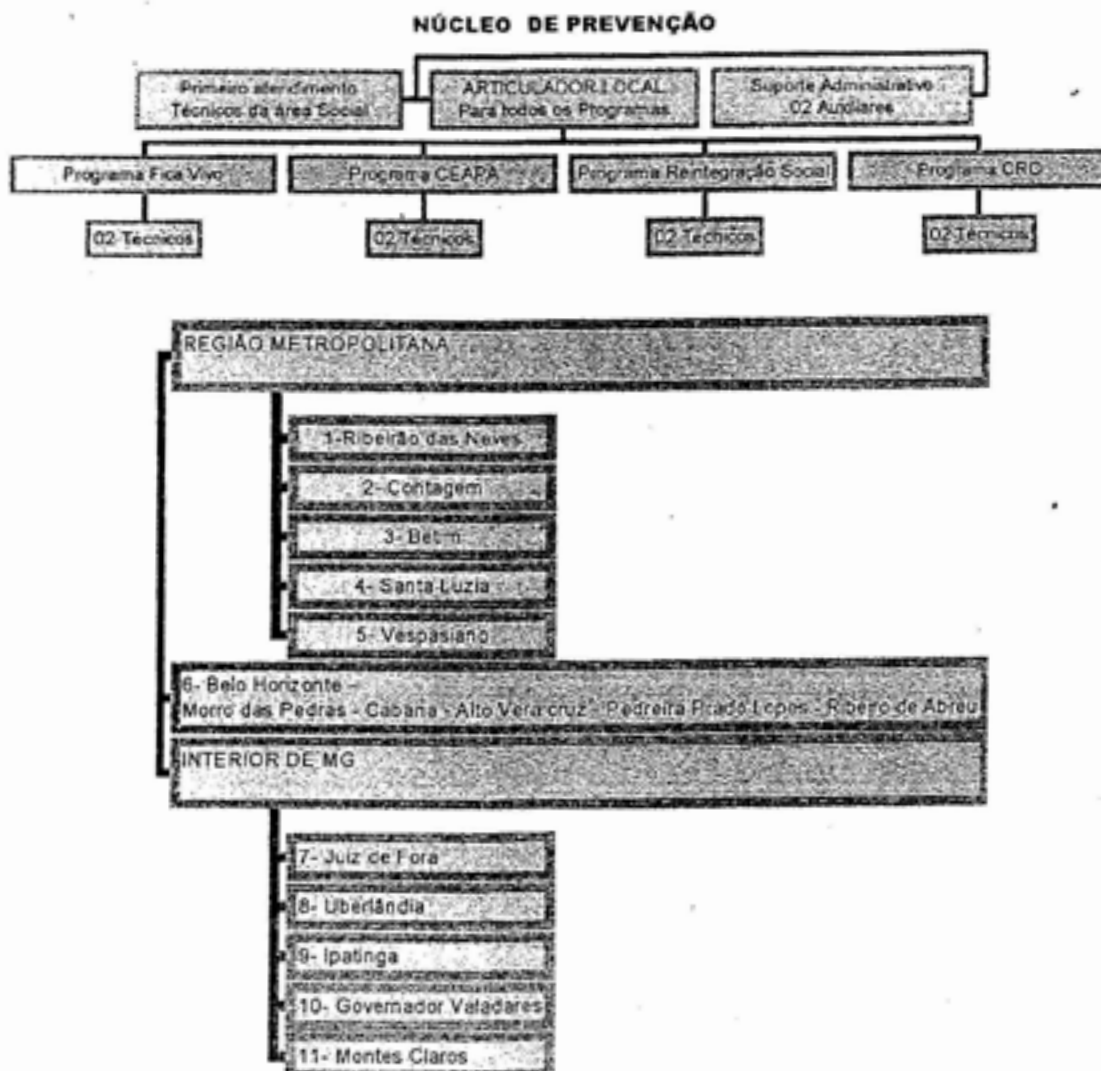 NÚCLEO DE PREVENÇÃO
Primeiro atendimento
Técnicos da área Social
ARTICULADOR LOCAL
Para todos os Programas
Suporte Administrativo
02 Auxiliares
Programa Fica Vivo
Programa CEAPA
Programa Reintegração Social
Programa CRC
02 Técnicos
02 Técnicos
02 Técnicos
02 Técnicos
REGIÃO METROPOLITANA
1-Ribeirão das Neves
2- Contagem
3- Betim
4- Santa Luzia
5- Vespasiano
6- Belo Horizonte –
Morro das Pedras - Cabana - Alto Vera cruz - Pedreira Prado Lopes - Ribeiro de Abreu
INTERIOR DE MG
7- Juiz de Fora
8- Uberlândia
9- Ipatinga
10- Governador Valadares
11- Montes Claros